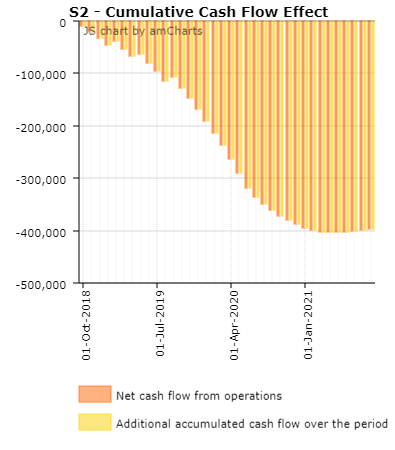 S2 - Cumulative Cash Flow Effect
JS chart by amCharts
0
-100,000
-200,000
-300,000
-400,000
-500,000
01-Oct-2018
01-Jul-2019
01-Apr-2020
01-Jan-2021
Net cash flow from operations
Additional accumulated cash flow over the period